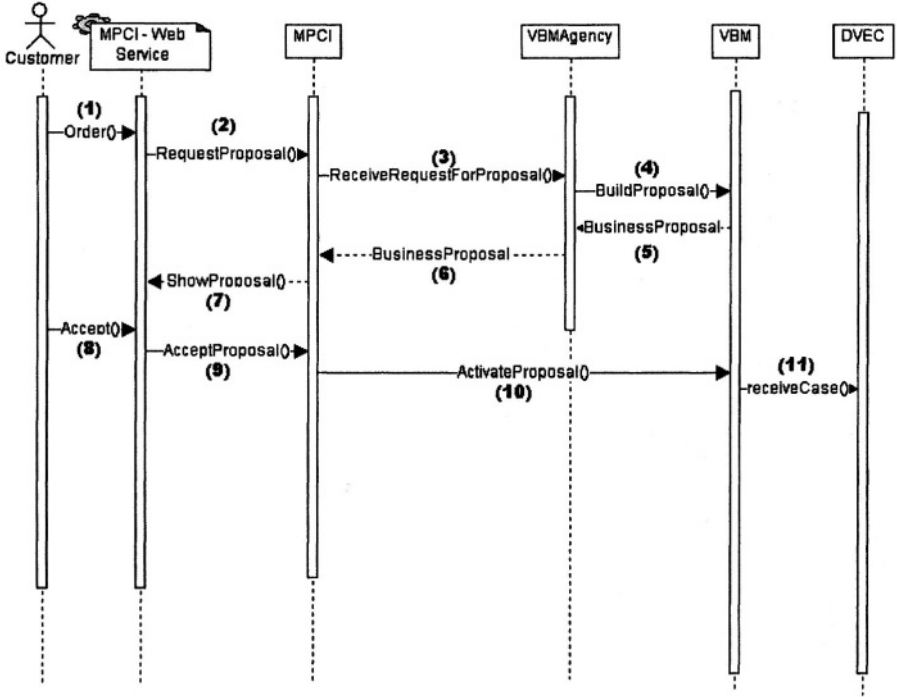 Customer
MPCI - Web
Service
MPCI
VBMAgency
VBM
DVEC
(1)
Order()
(2)
RequestProposal()
(3)
ReceiveRequestForProposal()
(4)
BuildProposal()
BusinessProposal
(5)
BusinessProposal
(6)
ShowProposal()
(7)
Accept()
(8)
AcceptProposal()
(9)
ActivateProposal()
(10)
(11)
receiveCase()